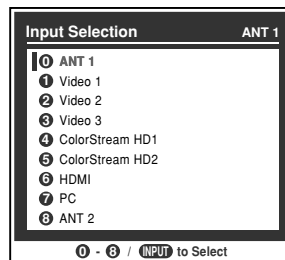 Input Selection ANT 1
0 ANT 1
1 Video 1
2 Video 2
3 Video 3
4 ColorStream HD1
5 ColorStream HD2
6 HDMI
7 PC
8 ANT 2
0 - 8 / INPUT to Select